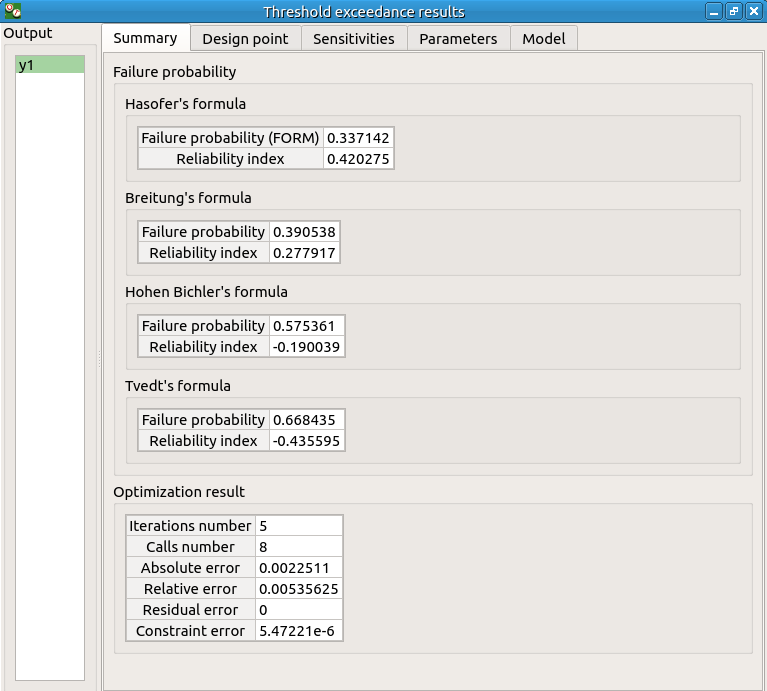 Threshold exceedance results
Output
y1
Summary Design point Sensitivities Parameters Model
Failure probability
Hasofer's formula
Failure probability (FORM) 0.337142
Reliability index 0.420275
Breitung's formula
Failure probability 0.390538
Reliability index 0.277917
Hohen Bichler's formula
Failure probability 0.575361
Reliability index -0.190039
Tvedt's formula
Failure probability 0.668435
Reliability index -0.435595
Optimization result
Iterations number 5
Calls number 8
Absolute error 0.0022511
Relative error 0.00535625
Residual error 0
Constraint error 5.47221e-6